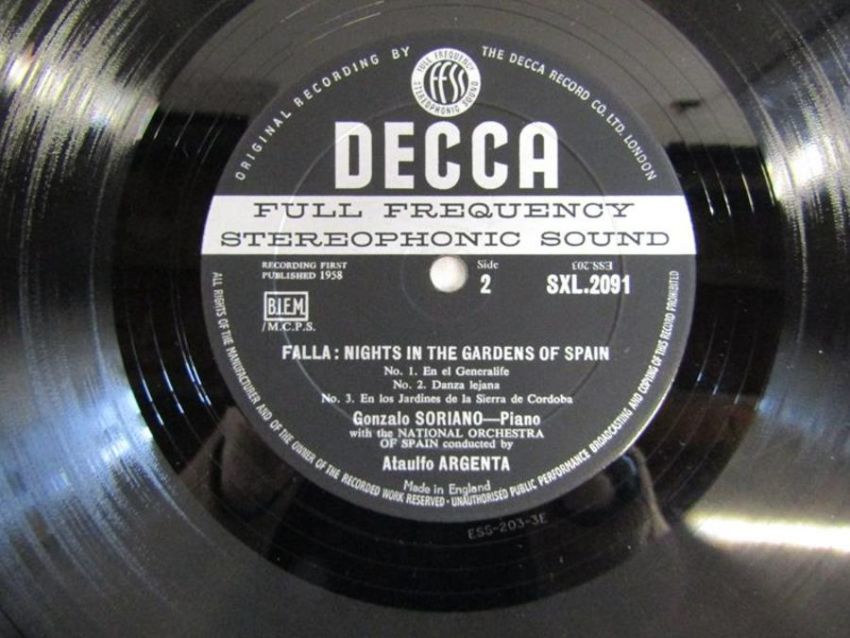 ORIGINAL RECORDING BY THE DECCA RECORD CO. LTD. LONDON
FULL FREQUENCY
ffss
STEREOPHONIC SOUND
DECCA
FULL FREQUENCY
STEREOPHONIC SOUND
RECORDING FIRST
PUBLISHED 1958
Side
2
ESS.203
SXL.2091
B.I.E.M.
/M.C.P.S.
FALLA: NIGHTS IN THE GARDENS OF SPAIN
No. 1. En el Generalife
No. 2. Danza lejana
No. 3. En los Jardines de la Sierra de Cordoba
Gonzalo SORIANO—Piano
with the NATIONAL ORCHESTRA
OF SPAIN conducted by
Ataulfo ARGENTA
Made in England
ALL RIGHTS OF THE MANUFACTURER AND OF THE OWNER OF THE RECORDED WORK RESERVED · UNAUTHORISED PUBLIC PERFORMANCE BROADCASTING AND COPYING OF THIS RECORD PROHIBITED
ESS-203-3E